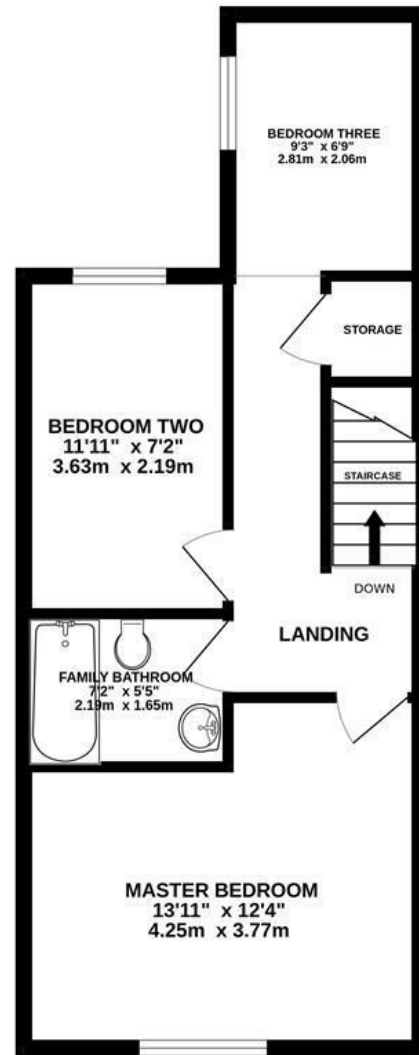 BEDROOM THREE
9'3" x 6'9"
2.81m x 2.06m
STORAGE
BEDROOM TWO
11'11" x 7'2"
3.63m x 2.19m
STAIRCASE
DOWN
LANDING
FAMILY BATHROOM
7'2" x 5'5"
2.19m x 1.65m
MASTER BEDROOM
13'11" x 12'4"
4.25m x 3.77m